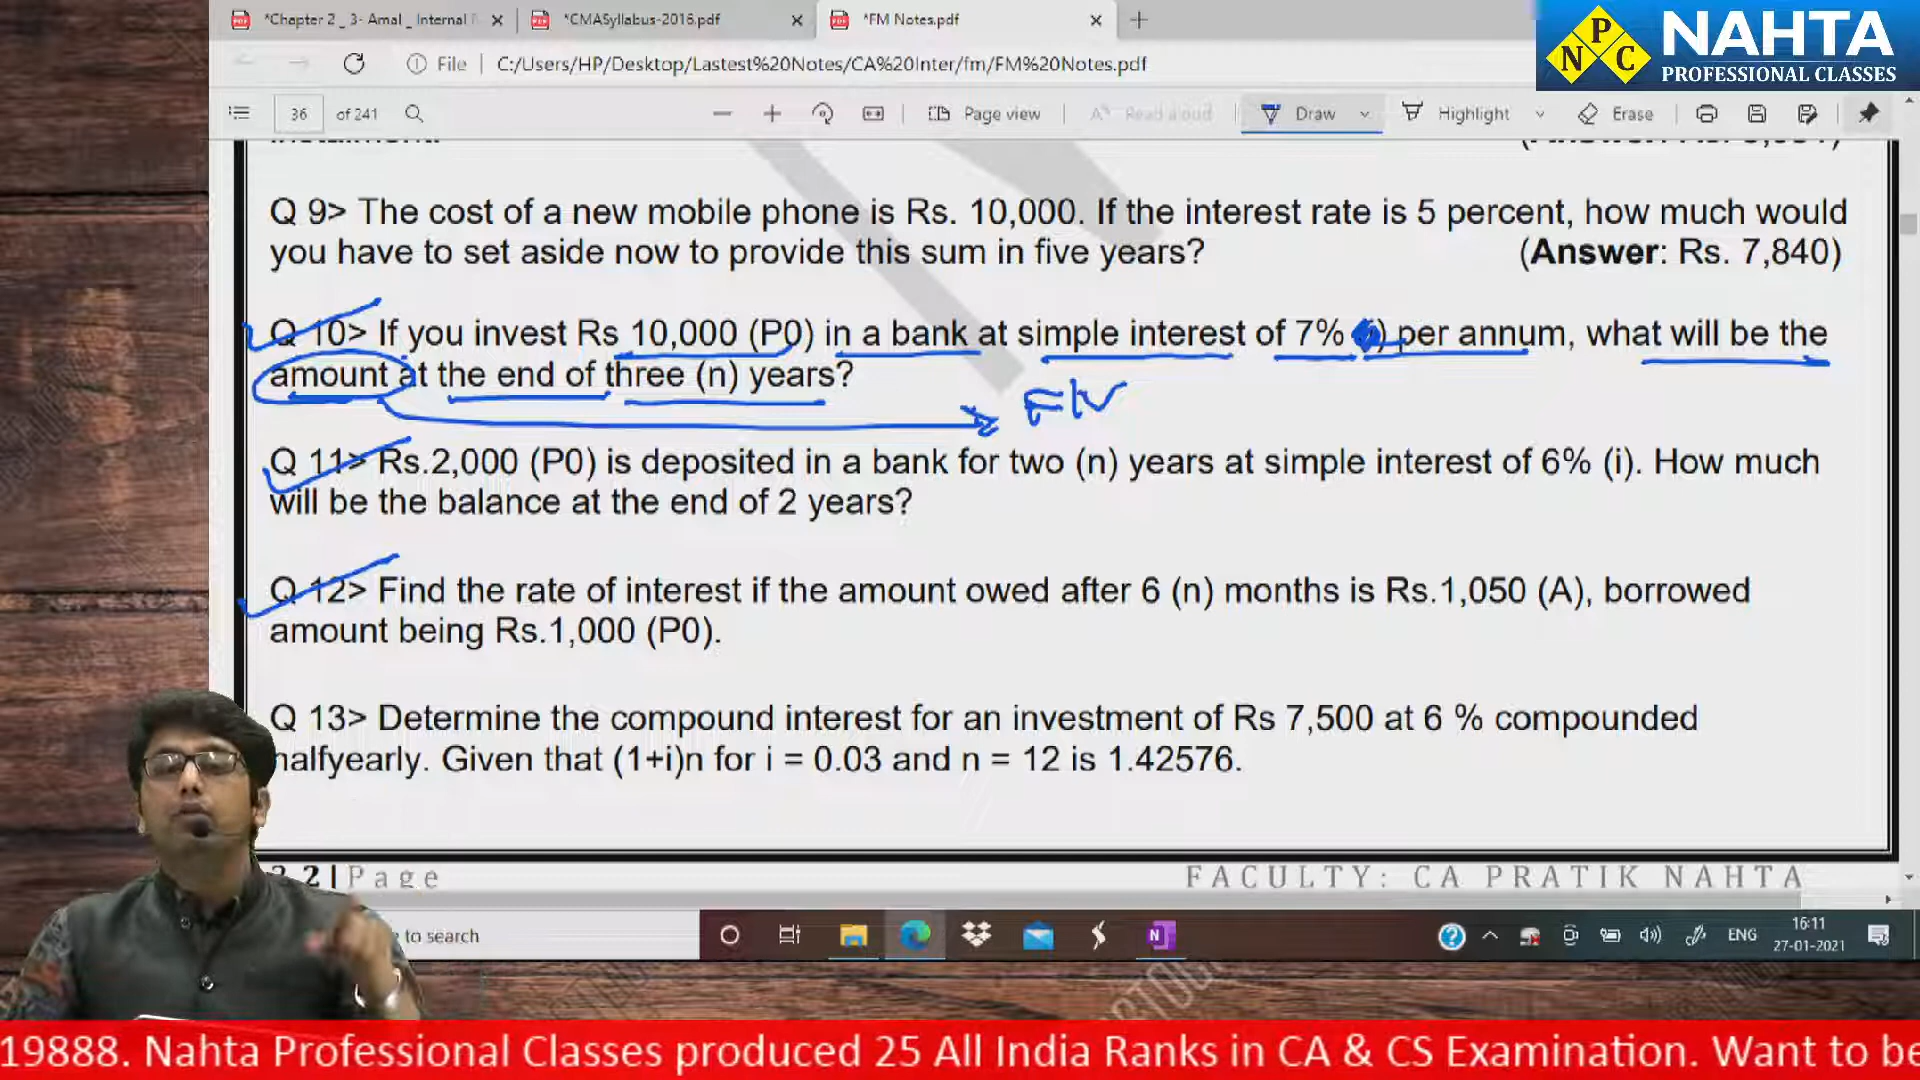 *Chapter 2 _ 3- Amal _ Internal
*CMASyllabus-2016.pdf
*FM Notes.pdf
NPC
NAHTA
PROFESSIONAL CLASSES
File
C:/Users/HP/Desktop/Lastest%20Notes/CA%20Inter/fm/FM%20Notes.pdf
36 of 241
Page view
Read aloud
Draw
Highlight
Erase
Q 9> The cost of a new mobile phone is Rs. 10,000. If the interest rate is 5 percent, how much would
you have to set aside now to provide this sum in five years? (Answer: Rs. 7,840)
Q 10> If you invest Rs 10,000 (P0) in a bank at simple interest of 7% per annum, what will be the
amount at the end of three (n) years?
FV
Q 11> Rs.2,000 (P0) is deposited in a bank for two (n) years at simple interest of 6% (i). How much
will be the balance at the end of 2 years?
Q 12> Find the rate of interest if the amount owed after 6 (n) months is Rs.1,050 (A), borrowed
amount being Rs.1,000 (P0).
Q 13> Determine the compound interest for an investment of Rs 7,500 at 6 % compounded
halfyearly. Given that (1+i)n for i = 0.03 and n = 12 is 1.42576.
2|Page
FACULTY: CA PRATIK NAHTA
to search
ENG
16:11
27-01-2021
19888. Nahta Professional Classes produced 25 All India Ranks in CA & CS Examination. Want to be